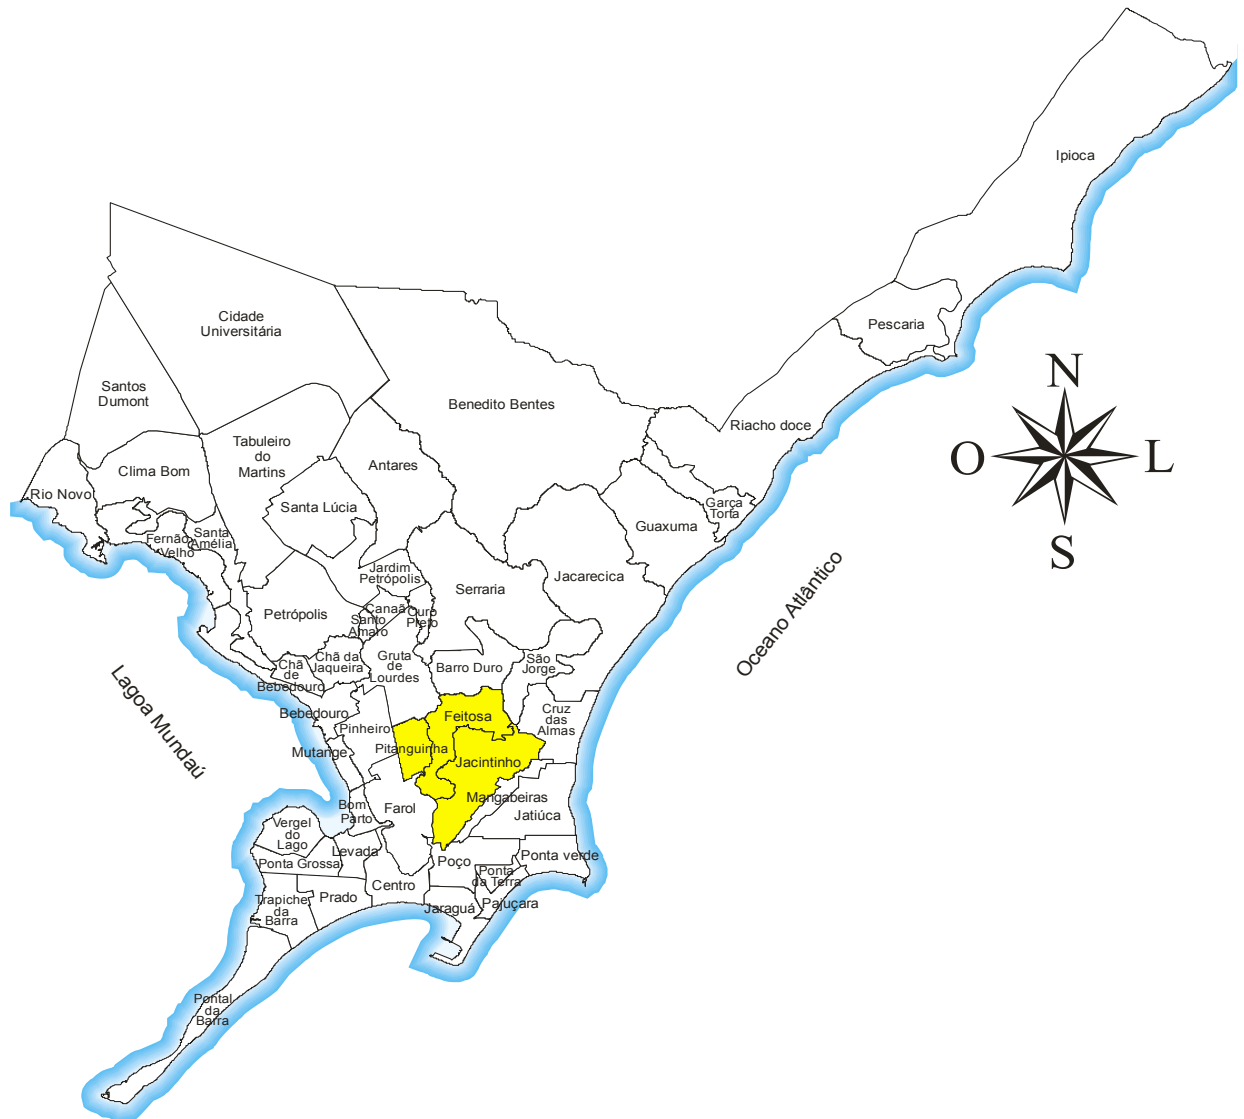 Ipioca
Cidade
Universitária
Pescaria
N
Santos
Dumont
Benedito Bentes
Riacho doce
Tabuleiro
do
Martins
O
L
Clima Bom
Antares
Rio Novo
Santa Lúcia
Garça
Torta
Guaxuma
Fernão
Velho
Santa
Amélia
S
Jardim
Petrópolis
Serraria
Jacarecica
Oceano Atlântico
Petrópolis
Canaã
Santo
Amaro
Ouro
Preto
Chã
de
Bebedouro
Chã da
Jaqueira
Gruta
de
Lourdes
Barro Duro
São
Jorge
Lagoa Mundaú
Bebedouro
Pinheiro
Feitosa
Cruz
das
Almas
Mutange
Pitanguinha
Jacintinho
Mangabeiras
Bom
Parto
Farol
Jatiúca
Vergel
do
Lago
Levada
Ponta Grossa
Poço
Ponta verde
Ponta
da Terra
Centro
Trapiche
da
Barra
Prado
Jaraguá
Pajuçara
Pontal
da
Barra